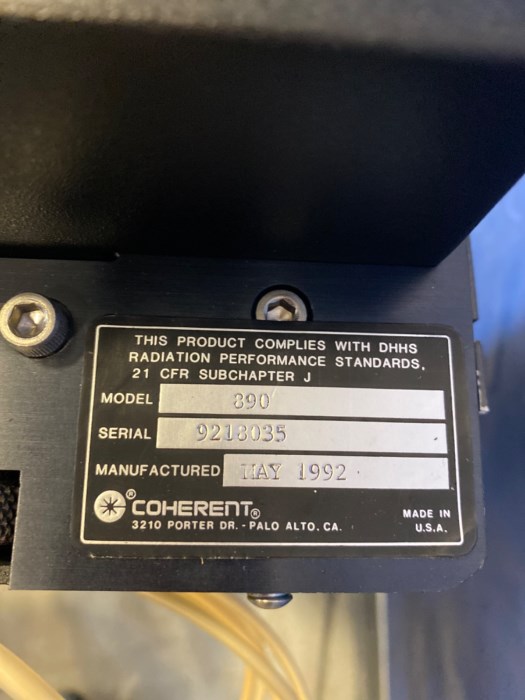 THIS PRODUCT COMPLIES WITH DHHS
RADIATION PERFORMANCE STANDARDS,
21 CFR SUBCHAPTER J
MODEL 890
SERIAL 9218035
MANUFACTURED MAY 1992
® COHERENT®
3210 PORTER DR. - PALO ALTO, CA.
MADE IN
U.S.A.